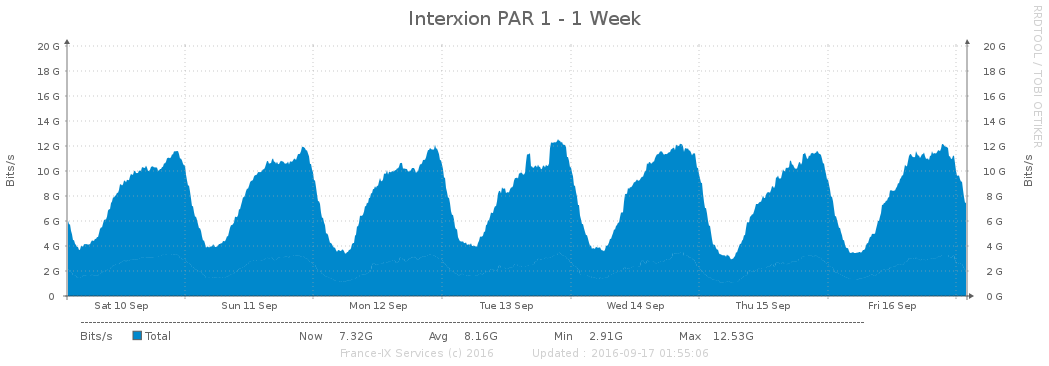 Interxion PAR 1 - 1 Week
RRDTOOL / TOBI OETIKER
Bits/s
20 G 20 G
18 G 18 G
16 G 16 G
14 G 14 G
12 G 12 G
10 G 10 G
8 G 8 G
6 G 6 G
4 G 4 G
2 G 2 G
0 0 G
Bits/s
Sat 10 Sep Sun 11 Sep Mon 12 Sep Tue 13 Sep Wed 14 Sep Thu 15 Sep Fri 16 Sep
Bits/s Total Now 7.32G Avg 8.16G Min 2.91G Max 12.53G
France-IX Services (c) 2016 Updated : 2016-09-17 01:55:06